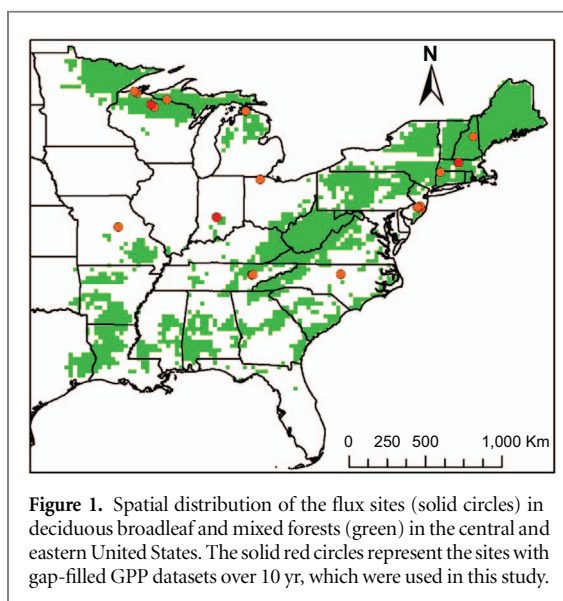 N
0 250 500 1,000 Km
Figure 1. Spatial distribution of the flux sites (solid circles) in
deciduous broadleaf and mixed forests (green) in the central and
eastern United States. The solid red circles represent the sites with
gap-filled GPP datasets over 10 yr, which were used in this study.